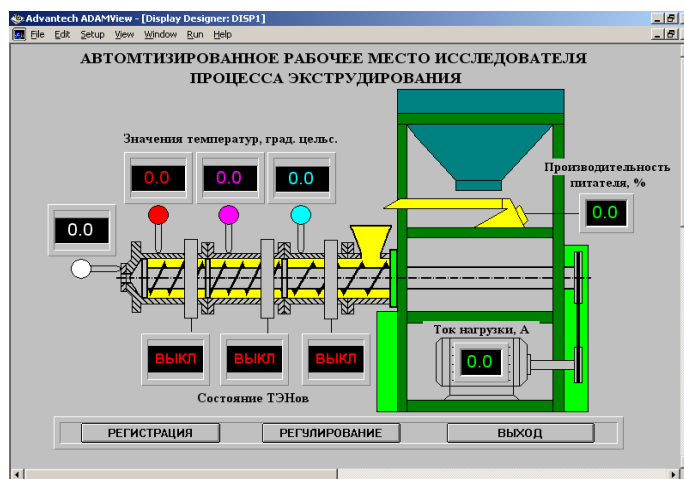 Advantech ADAMView - [Display Designer: DISP1]
File Edit Setup View Window Run Help
АВТОМТИЗИРОВАННОЕ РАБОЧЕЕ МЕСТО ИССЛЕДОВАТЕЛЯ
ПРОЦЕССА ЭКСТРУДИРОВАНИЯ
Значения температур, град. цельс.
0.0 0.0 0.0
Производительность
питателя, %
0.0
0.0
Ток нагрузки, А
0.0
ВЫКЛ ВЫКЛ ВЫКЛ
Состояние ТЭНов
РЕГИСТРАЦИЯ РЕГУЛИРОВАНИЕ ВЫХОД